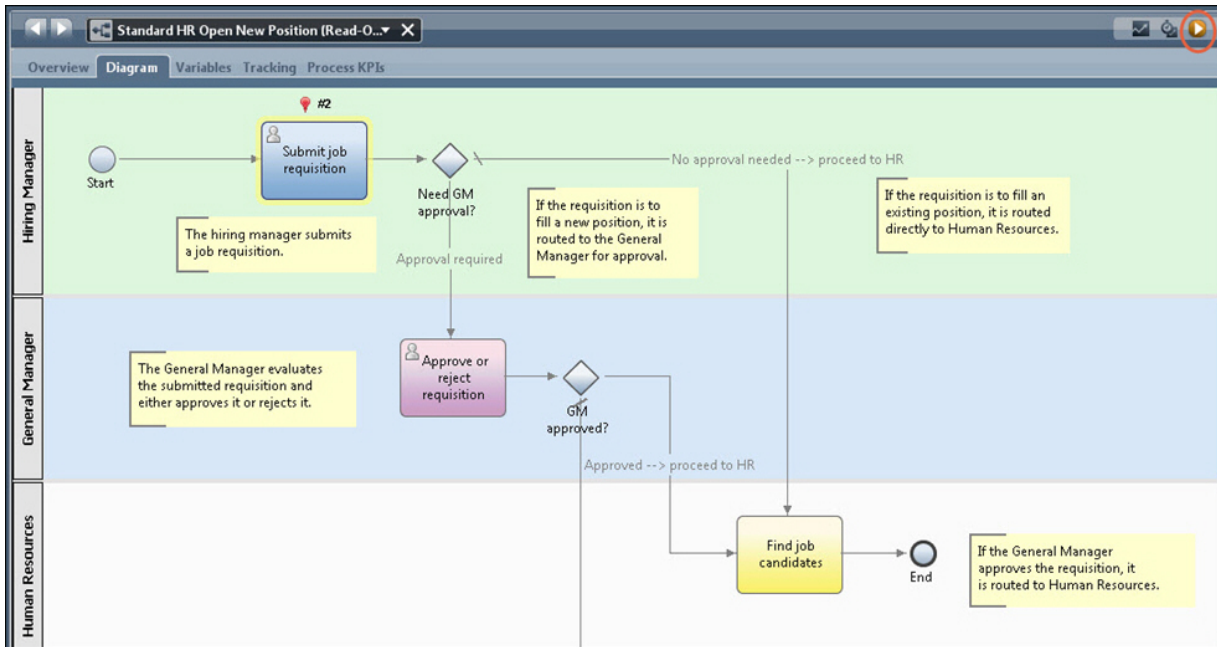 Standard HR Open New Position (Read-O...
Overview Diagram Variables Tracking Process KPIs
Hiring Manager
#2
Start
Submit job
requisition
Need GM
approval?
No approval needed --> proceed to HR
The hiring manager submits
a job requisition.
If the requisition is to
fill a new position, it is
routed to the General
Manager for approval.
If the requisition is to fill an
existing position, it is routed
directly to Human Resources.
Approval required
General Manager
The General Manager evaluates
the submitted requisition and
either approves it or rejects it.
Approve or
reject
requisition
GM
approved?
Approved --> proceed to HR
Human Resources
Find job
candidates
End
If the General Manager
approves the requisition, it
is routed to Human Resources.